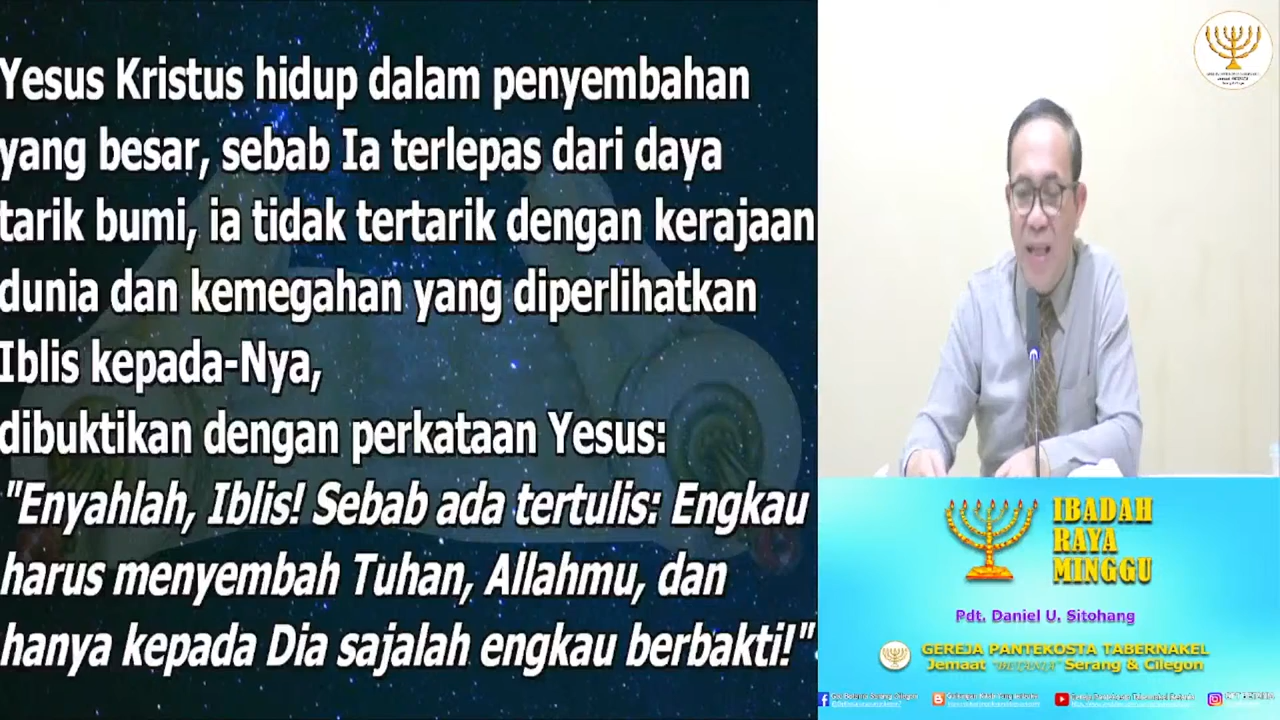 Yesus Kristus hidup dalam penyembahan
yang besar, sebab Ia terlepas dari daya
tarik bumi, ia tidak tertarik dengan kerajaan
dunia dan kemegahan yang diperlihatkan
Iblis kepada-Nya,
dibuktikan dengan perkataan Yesus:
"Enyahlah, Iblis! Sebab ada tertulis: Engkau
harus menyembah Tuhan, Allahmu, dan
hanya kepada Dia sajalah engkau berbakti!"
IBADAH
RAYA
MINGGU
Pdt. Daniel U. Sitohang
GEREJA PANTEKOSTA TABERNAKEL
Jemaat "BETANIA" Serang & Cilegon